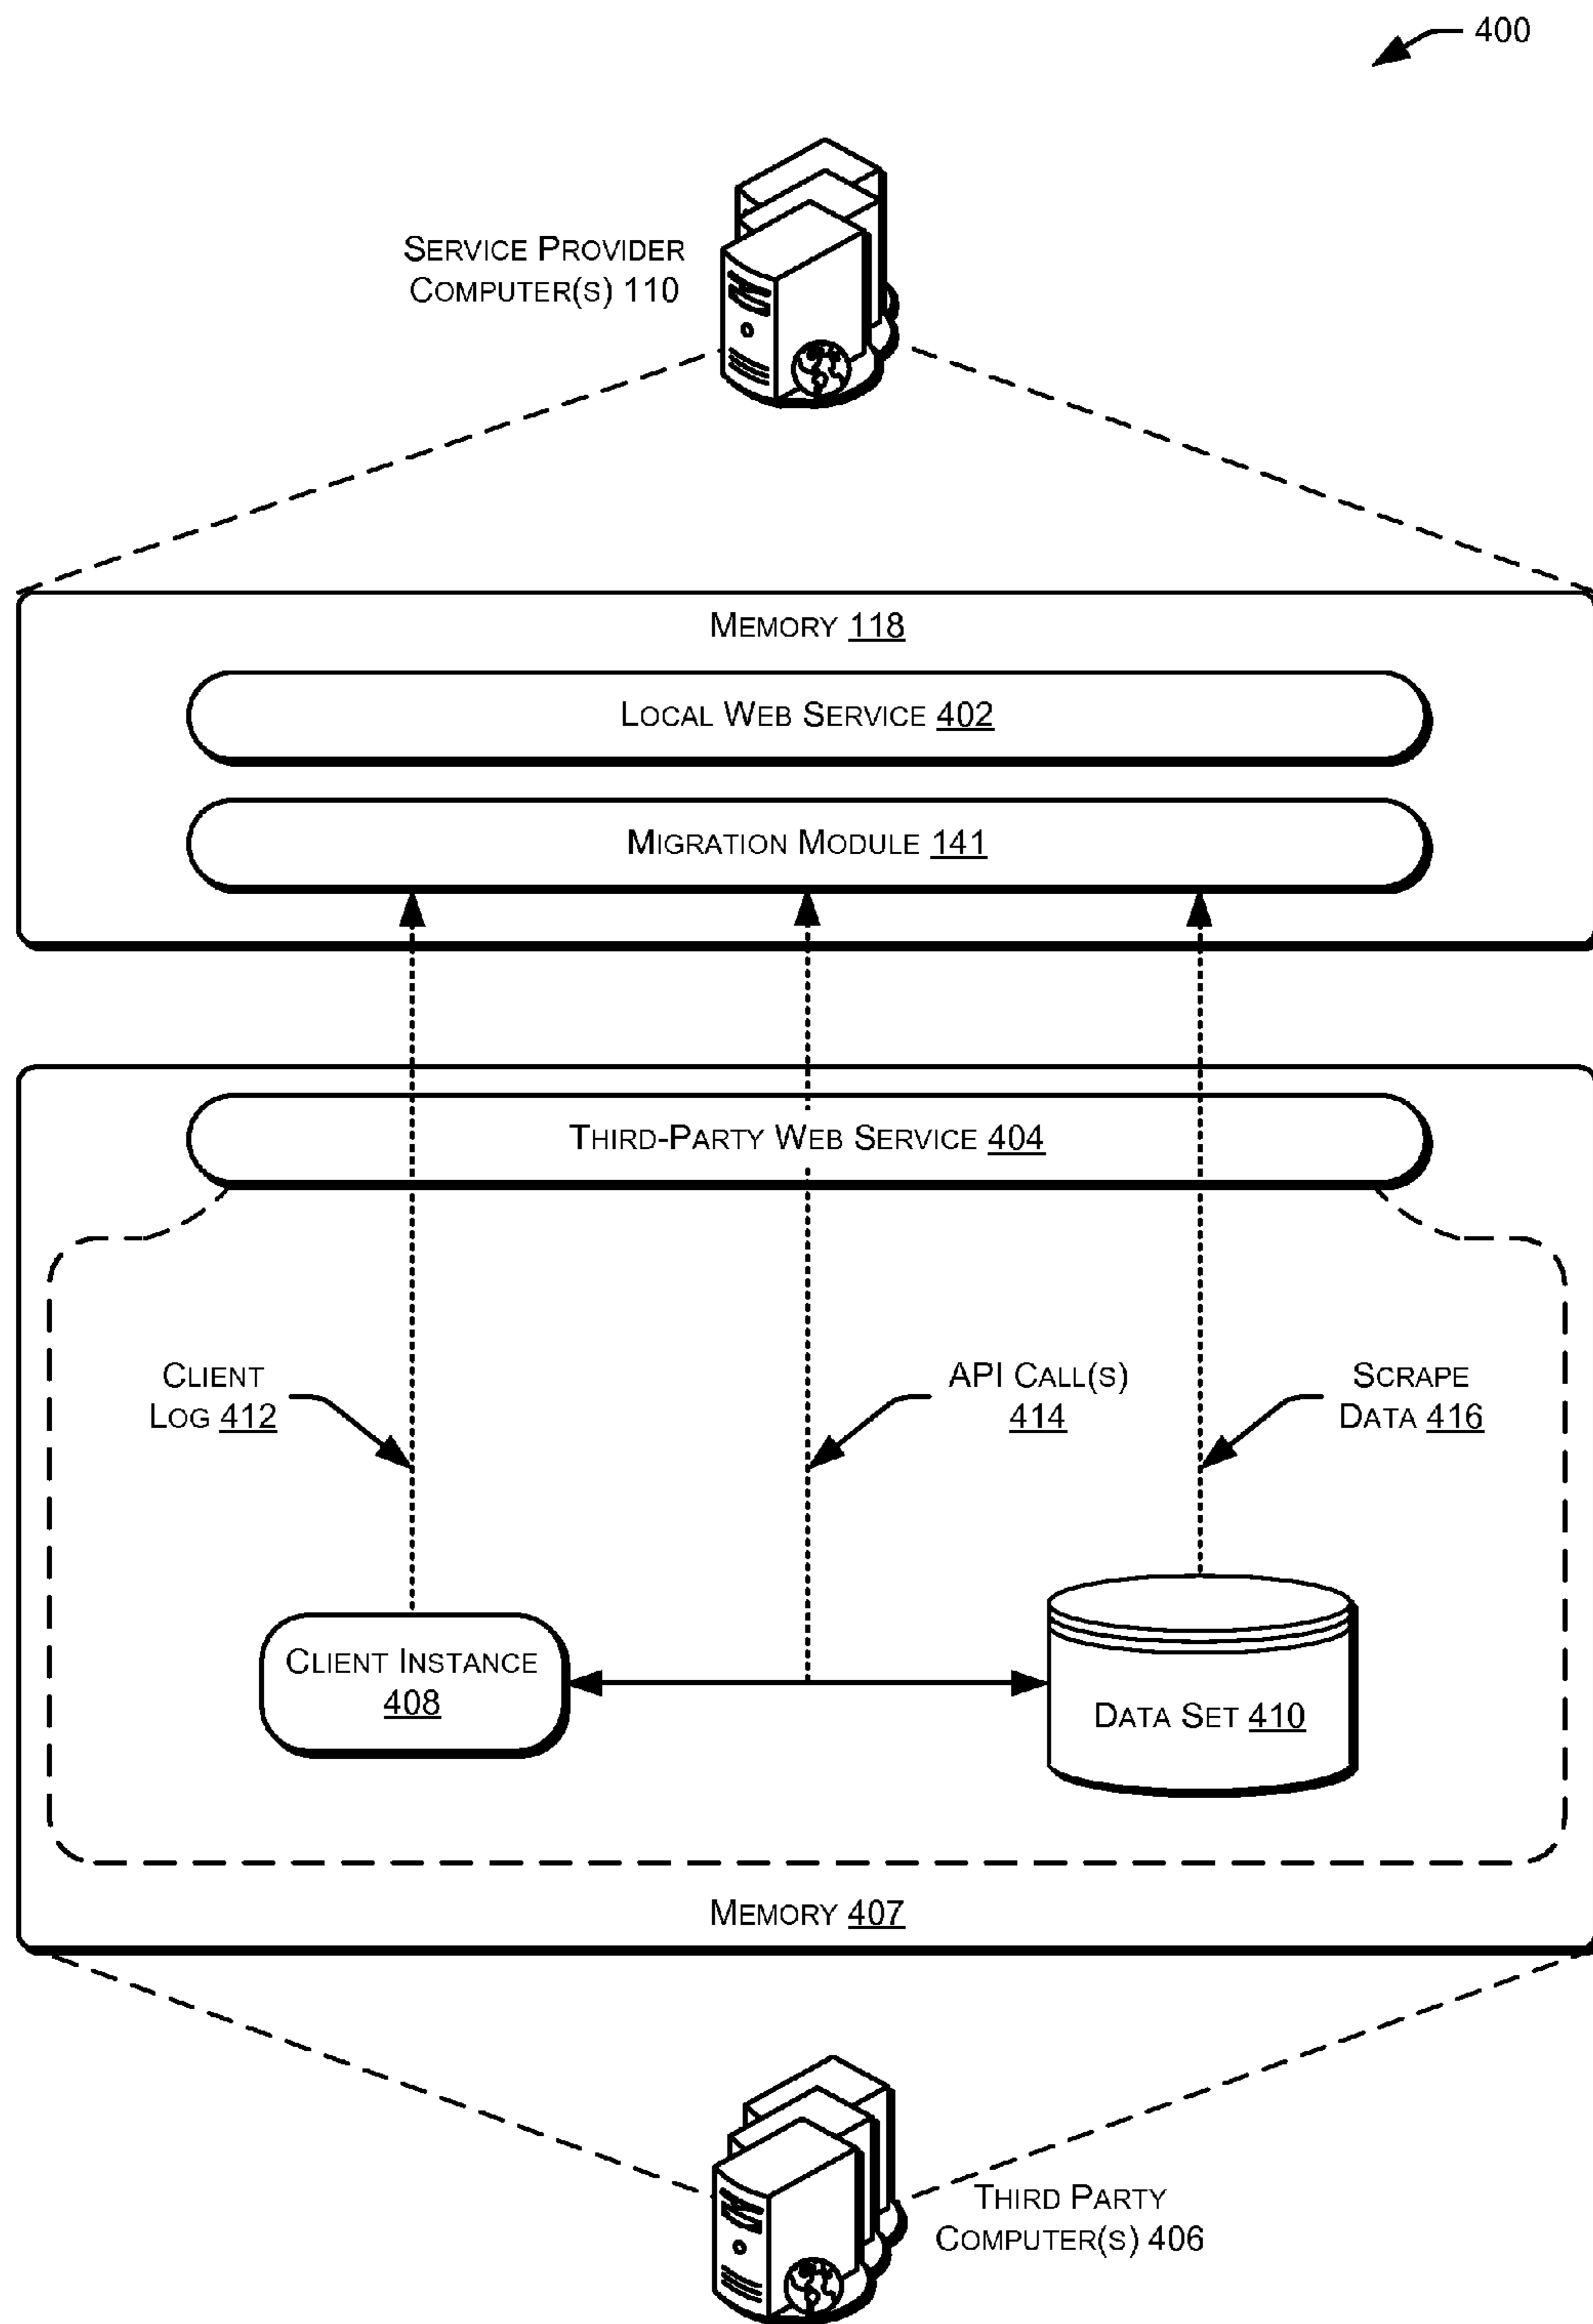 400
SERVICE PROVIDER
COMPUTER(S) 110
MEMORY 118
LOCAL WEB SERVICE 402
MIGRATION MODULE 141
THIRD-PARTY WEB SERVICE 404
CLIENT
LOG 412
API CALL(S)
414
SCRAPE
DATA 416
CLIENT INSTANCE
408
DATA SET 410
MEMORY 407
THIRD PARTY
COMPUTER(S) 406